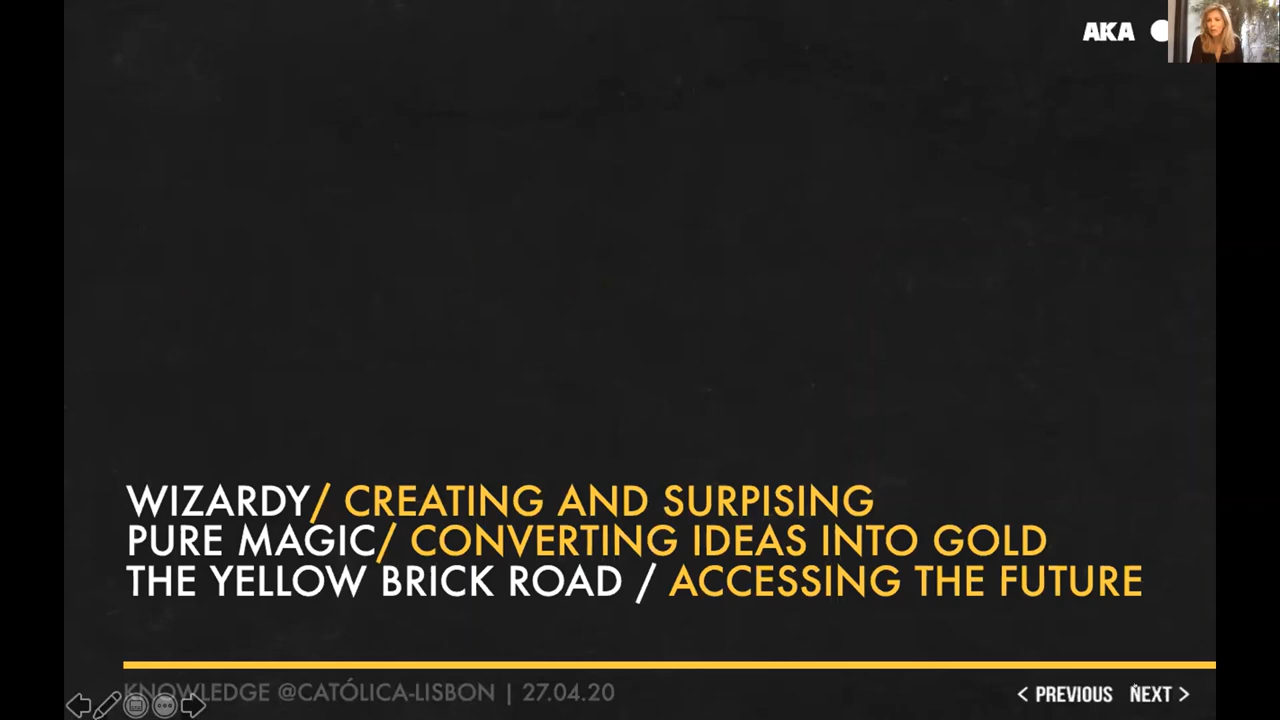 AKA
WIZARDY/ CREATING AND SURPISING
PURE MAGIC/ CONVERTING IDEAS INTO GOLD
THE YELLOW BRICK ROAD / ACCESSING THE FUTURE
KNOWLEDGE @CATÓLICA-LISBON | 27.04.20
< PREVIOUS NEXT >